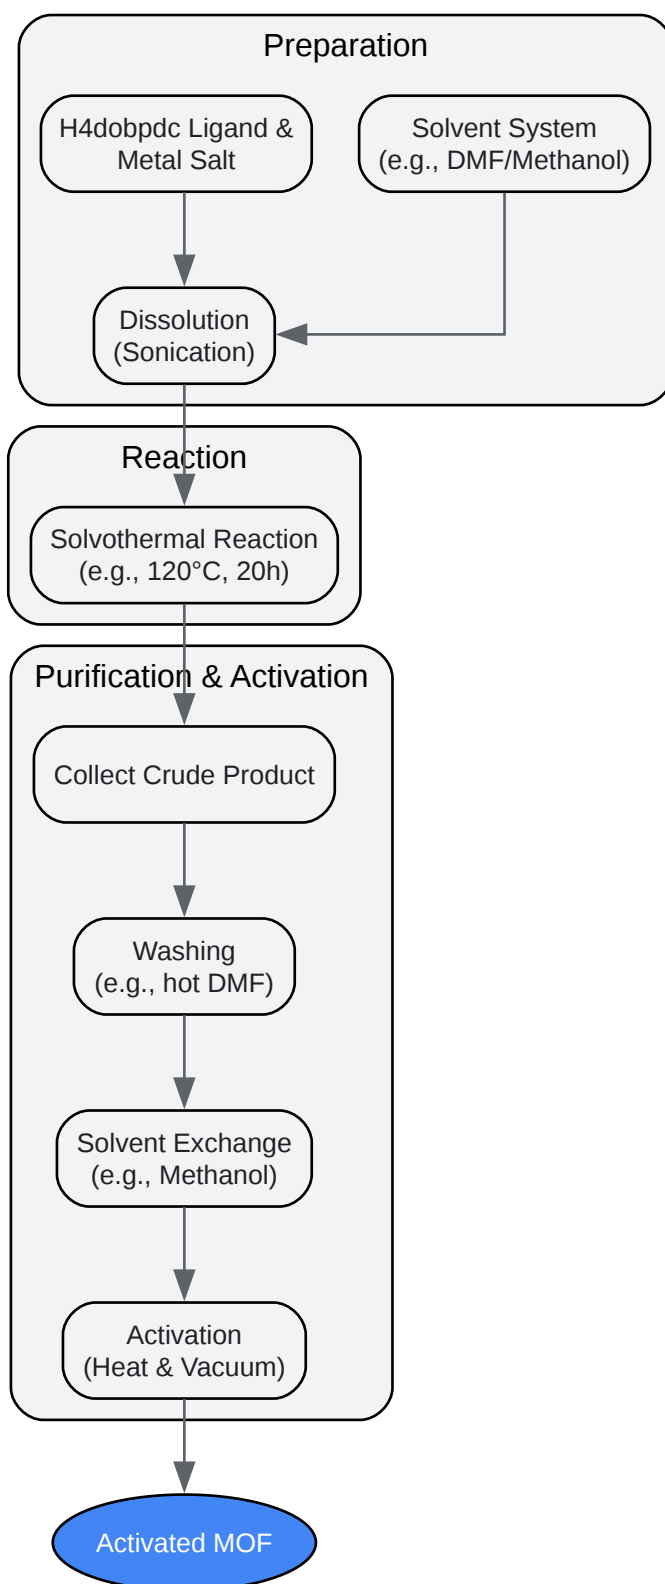 Preparation
H4dobpdc Ligand &
Metal Salt
Solvent System
(e.g., DMF/Methanol)
Dissolution
(Sonication)
Reaction
Solvothermal Reaction
(e.g., 120°C, 20h)
Purification & Activation
Collect Crude Product
Washing
(e.g., hot DMF)
Solvent Exchange
(e.g., Methanol)
Activation
(Heat & Vacuum)
Activated MOF